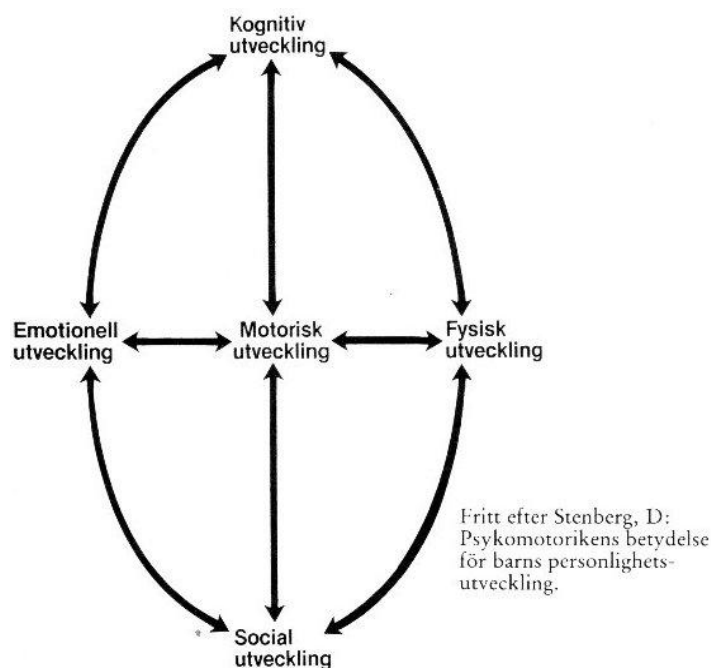 Kognitiv
utveckling
Emotionell
utveckling
Motorisk
utveckling
Fysisk
utveckling
Fritt efter Stenberg, D:
Psykomotorikens betydelse
för barns personlighets-
utveckling.
Social
utveckling